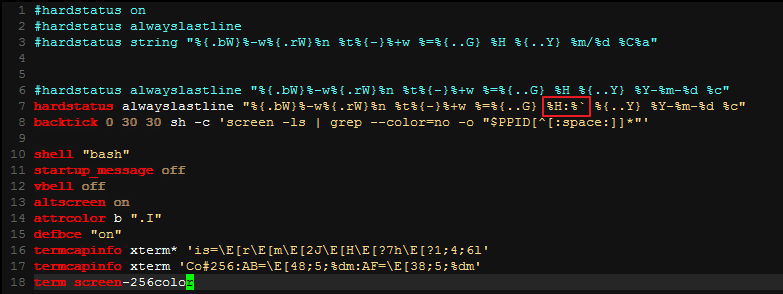 1 #hardstatus on
2 #hardstatus alwayslastline
3 #hardstatus string "%{.bW}%-w%{.rW}%n %t%{-}%+w %=%{..G} %H %{..Y} %m/%d %C%a"
4
5
6 #hardstatus alwayslastline "%{.bW}%-w%{.rW}%n %t%{-}%+w %=%{..G} %H %{..Y} %Y-%m-%d %c"
7 hardstatus alwayslastline "%{.bW}%-w%{.rW}%n %t%{-}%+w %=%{..G} %H:%` %{..Y} %Y-%m-%d %c"
8 backtick 0 30 30 sh -c 'screen -ls | grep --color=no -o "$PPID[^[:space:]]*"'
9
10 shell "bash"
11 startup_message off
12 vbell off
13 altscreen on
14 attrcolor b ".I"
15 defbce "on"
16 termcapinfo xterm* 'is=\E[r\E[m\E[2J\E[H\E[?7h\E[?1;4;6l'
17 termcapinfo xterm 'Co#256:AB=\E[48;5;%dm:AF=\E[38;5;%dm'
18 term screen-256color